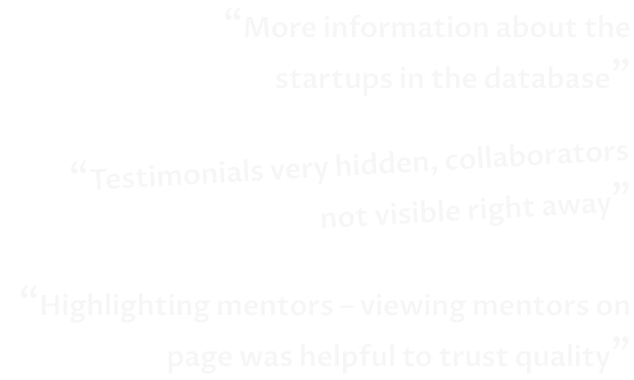 “More information about the
startups in the database”
“Testimonials very hidden, collaborators
not visible right away”
“Highlighting mentors – viewing mentors on
page was helpful to trust quality”